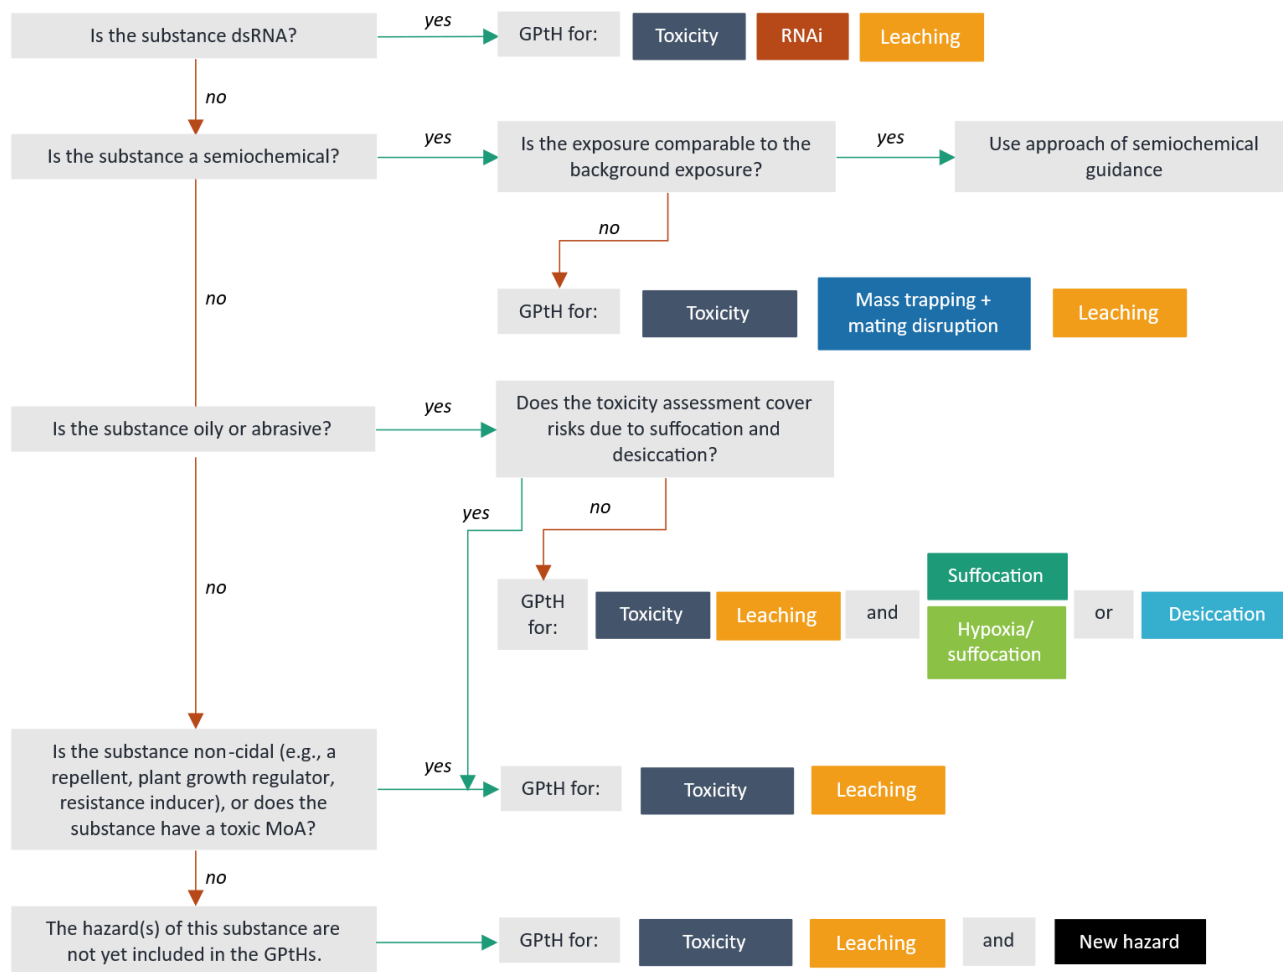 Is the substance dsRNA?
yes
GPtH for:
Toxicity
RNAi
Leaching
no
Is the substance a semiochemical?
yes
Is the exposure comparable to the
background exposure?
yes
Use approach of semiochemical
guidance
no
no
GPtH for:
Toxicity
Mass trapping +
mating disruption
Leaching
Is the substance oily or abrasive?
yes
Does the toxicity assessment cover
risks due to suffocation and
desiccation?
yes
no
no
GPtH
for:
Toxicity
Leaching
and
Suffocation
Hypoxia/
suffocation
or
Desiccation
Is the substance non-cidal (e.g., a
repellent, plant growth regulator,
resistance inducer), or does the
substance have a toxic MoA?
yes
GPtH for:
Toxicity
Leaching
no
The hazard(s) of this substance are
not yet included in the GPtHs.
GPtH for:
Toxicity
Leaching
and
New hazard